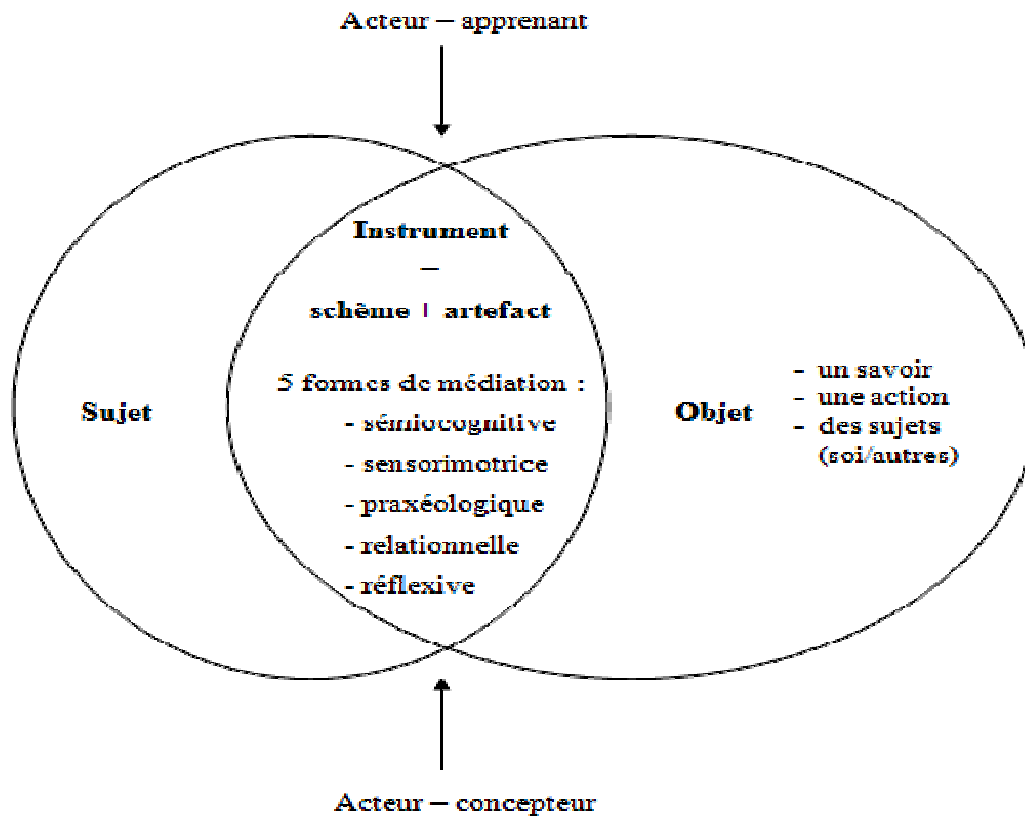 Acteur – apprenant
Instrument
–
schème + artefact
5 formes de médiation :
- sémiocognitive
- sensorimotrice
- praxéologique
- relationnelle
- réflexive
Sujet
Objet
- un savoir
- une action
- des sujets
(soi/autres)
Acteur – concepteur